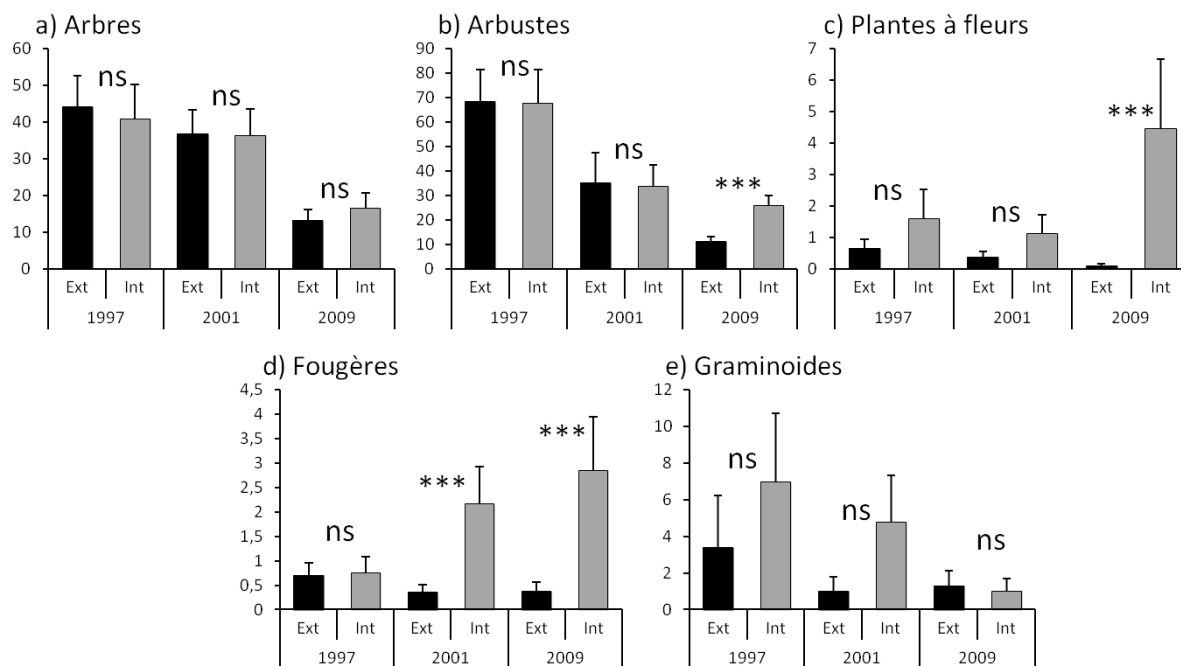 a) Arbres
60
50
40
30
20
10
0
ns
ns
ns
Ext Int Ext Int Ext Int
1997 2001 2009
b) Arbustes
90
80
70
60
50
40
30
20
10
0
ns
ns
***
Ext Int Ext Int Ext Int
1997 2001 2009
c) Plantes à fleurs
7
6
5
4
3
2
1
0
ns
ns
***
Ext Int Ext Int Ext Int
1997 2001 2009
d) Fougères
4,5
4
3,5
3
2,5
2
1,5
1
0,5
0
ns
***
***
Ext Int Ext Int Ext Int
1997 2001 2009
e) Graminoides
12
10
8
6
4
2
0
ns
ns
ns
Ext Int Ext Int Ext Int
1997 2001 2009